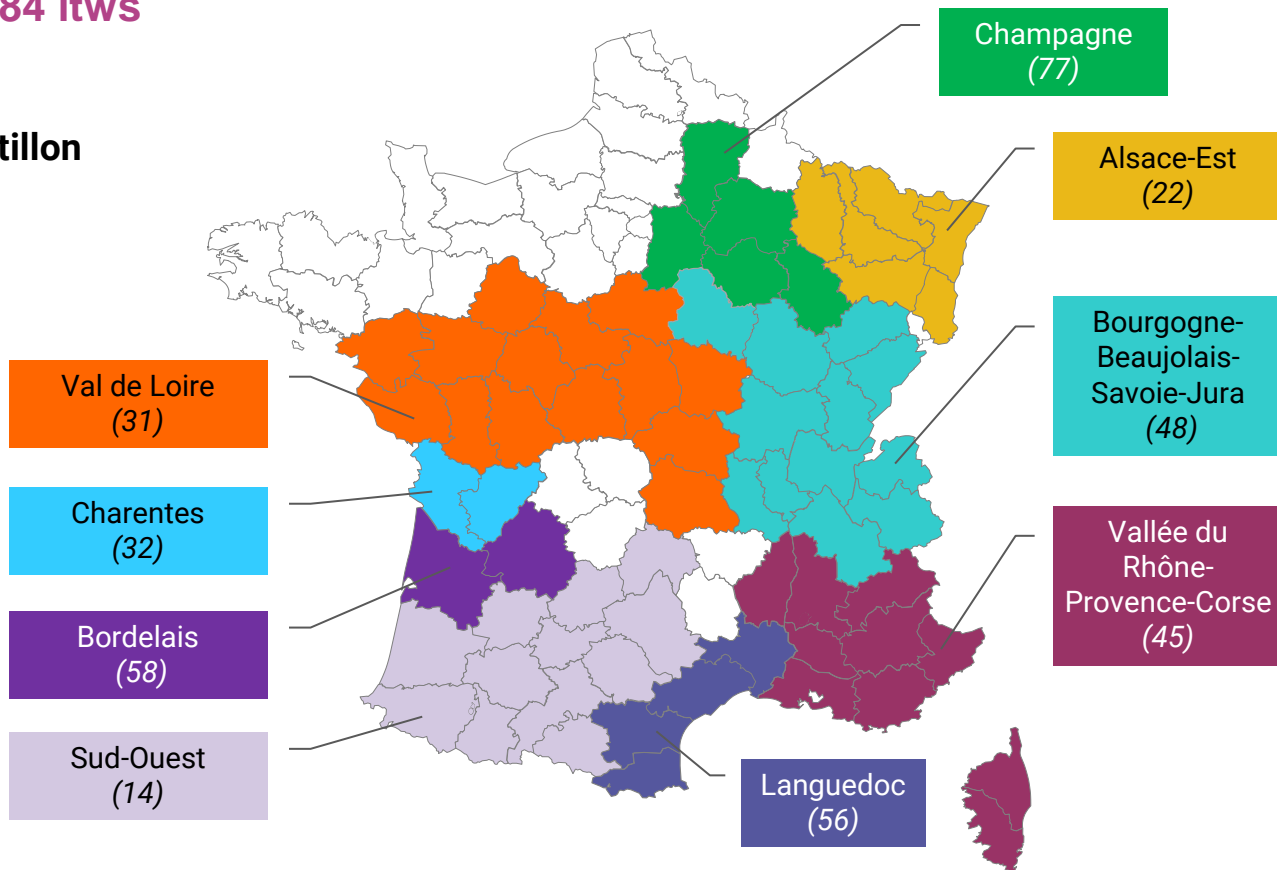 84 itws
tillon
Champagne
(77)
Alsace-Est
(22)
Bourgogne-
Beaujolais-
Savoie-Jura
(48)
Vallée du
Rhône-
Provence-Corse
(45)
Languedoc
(56)
Val de Loire
(31)
Charentes
(32)
Bordelais
(58)
Sud-Ouest
(14)